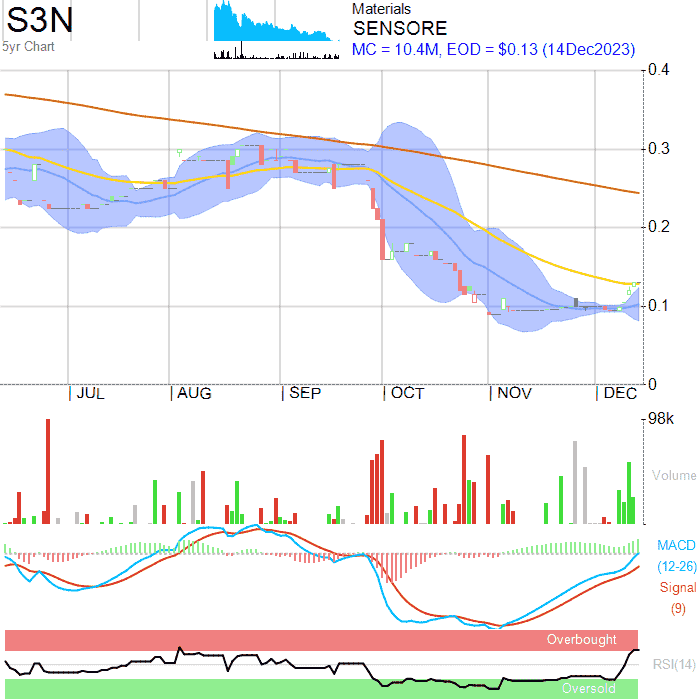 S3N
5yr Chart
Materials
SENSORE
MC = 10.4M, EOD = $0.13 (14Dec2023)
0.4
0.3
0.2
0.1
0
JUL AUG SEP OCT NOV DEC
98k
Volume
MACD
(12-26)
Signal
(9)
Overbought
RSI(14)
Oversold